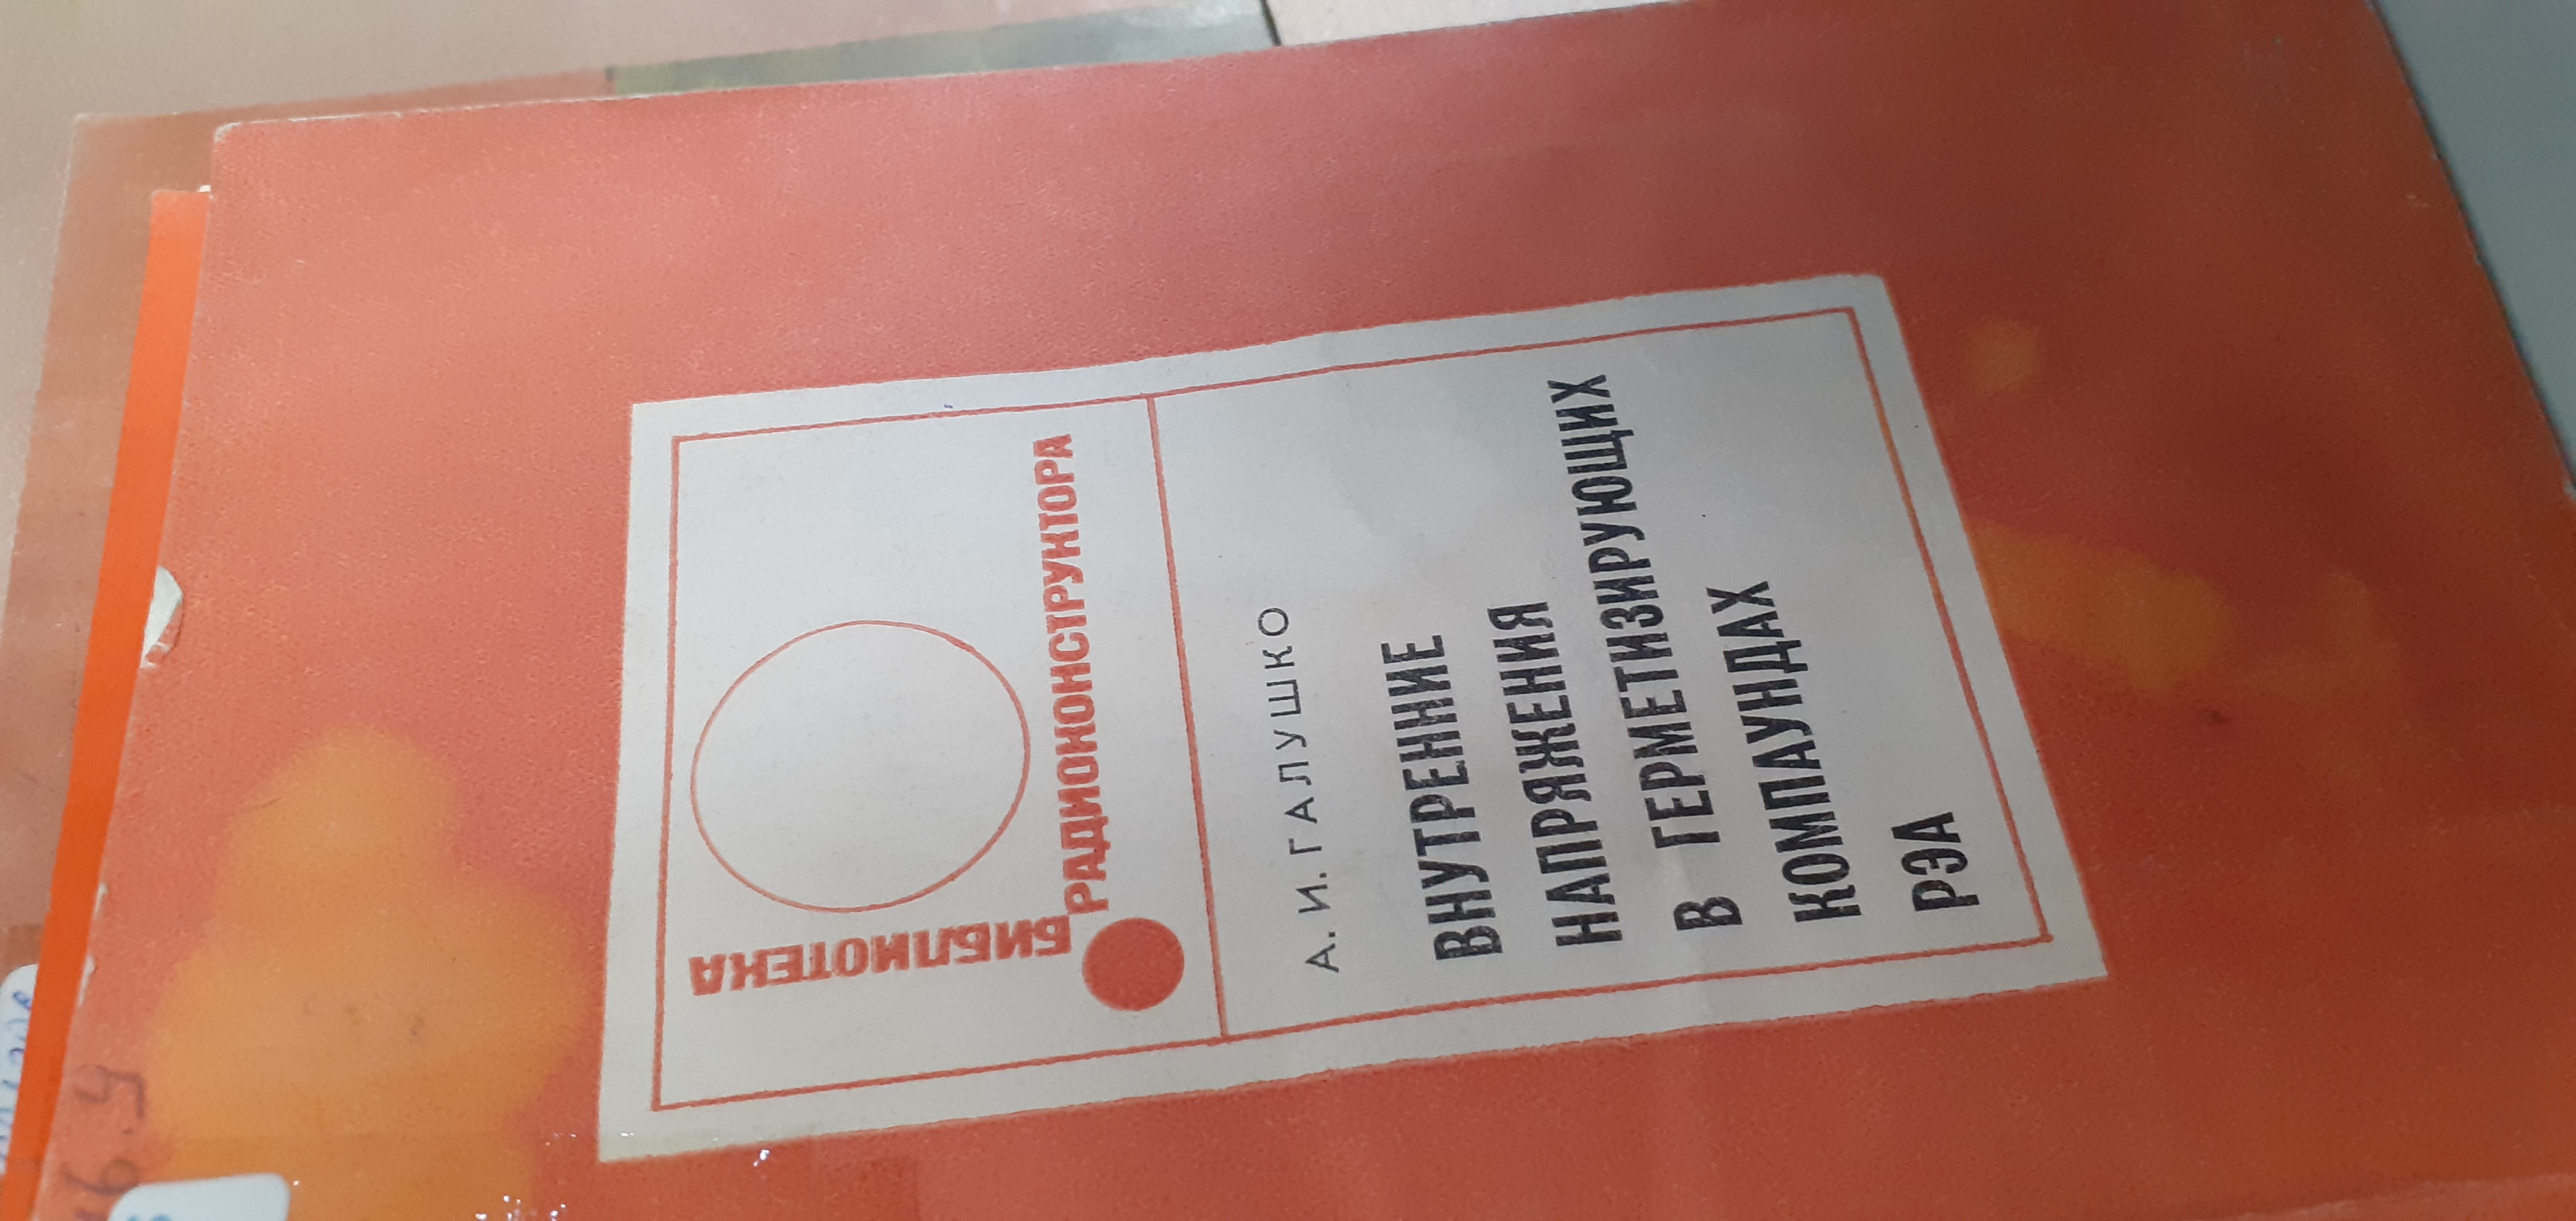 БИБЛИОТЕКА
РАДИОКОНСТРУКТОРА
А. И. ГАЛУШКО
ВНУТРЕННИЕ
НАПРЯЖЕНИЯ
В ГЕРМЕТИЗИРУЮЩИХ
КОМПАУНДАХ
РЭА